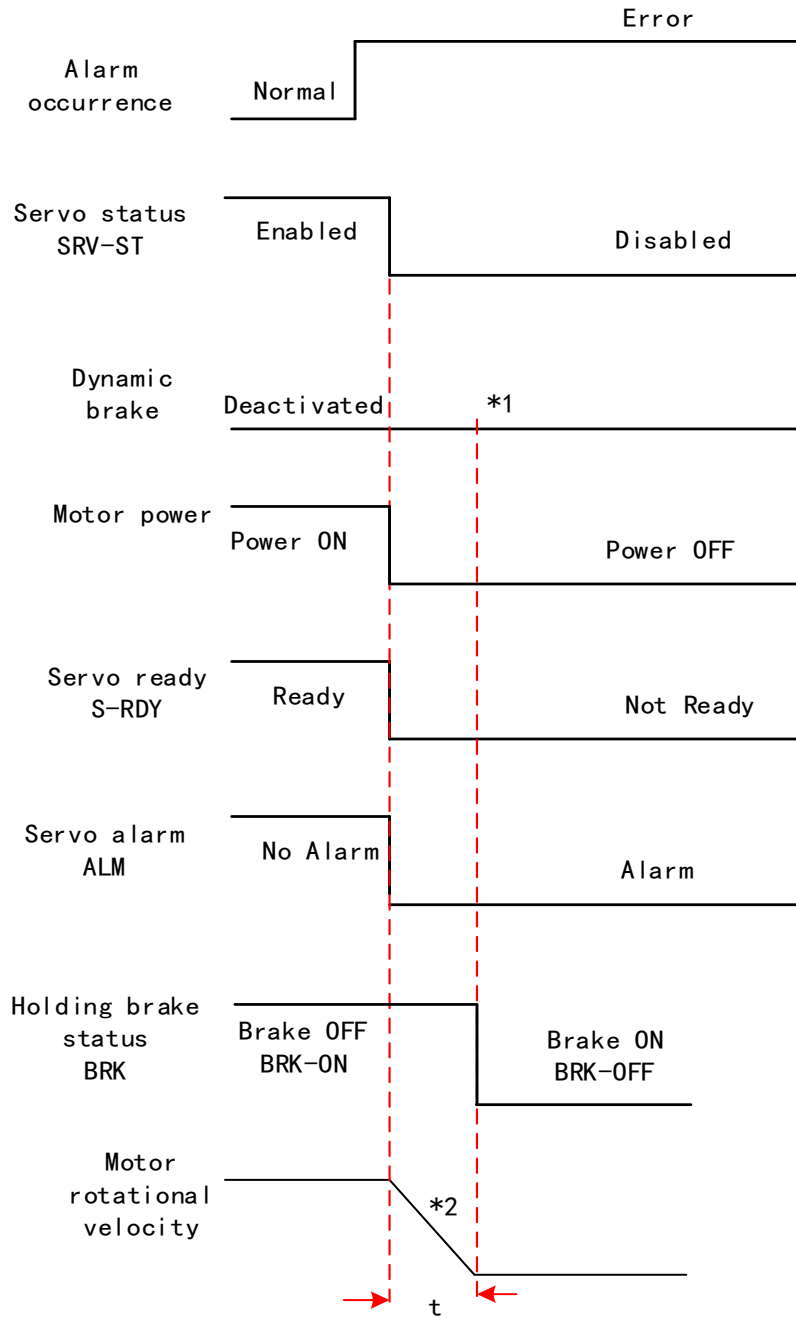 Error
Alarm
occurrence
Normal
Servo status
SRV-ST
Enabled
Disabled
Dynamic
brake
Deactivated
*1
Motor power
Power ON
Power OFF
Servo ready
S-RDY
Ready
Not Ready
Servo alarm
ALM
No Alarm
Alarm
Holding brake
status
BRK
Brake OFF
BRK-ON
Brake ON
BRK-OFF
Motor
rotational
velocity
*2
t